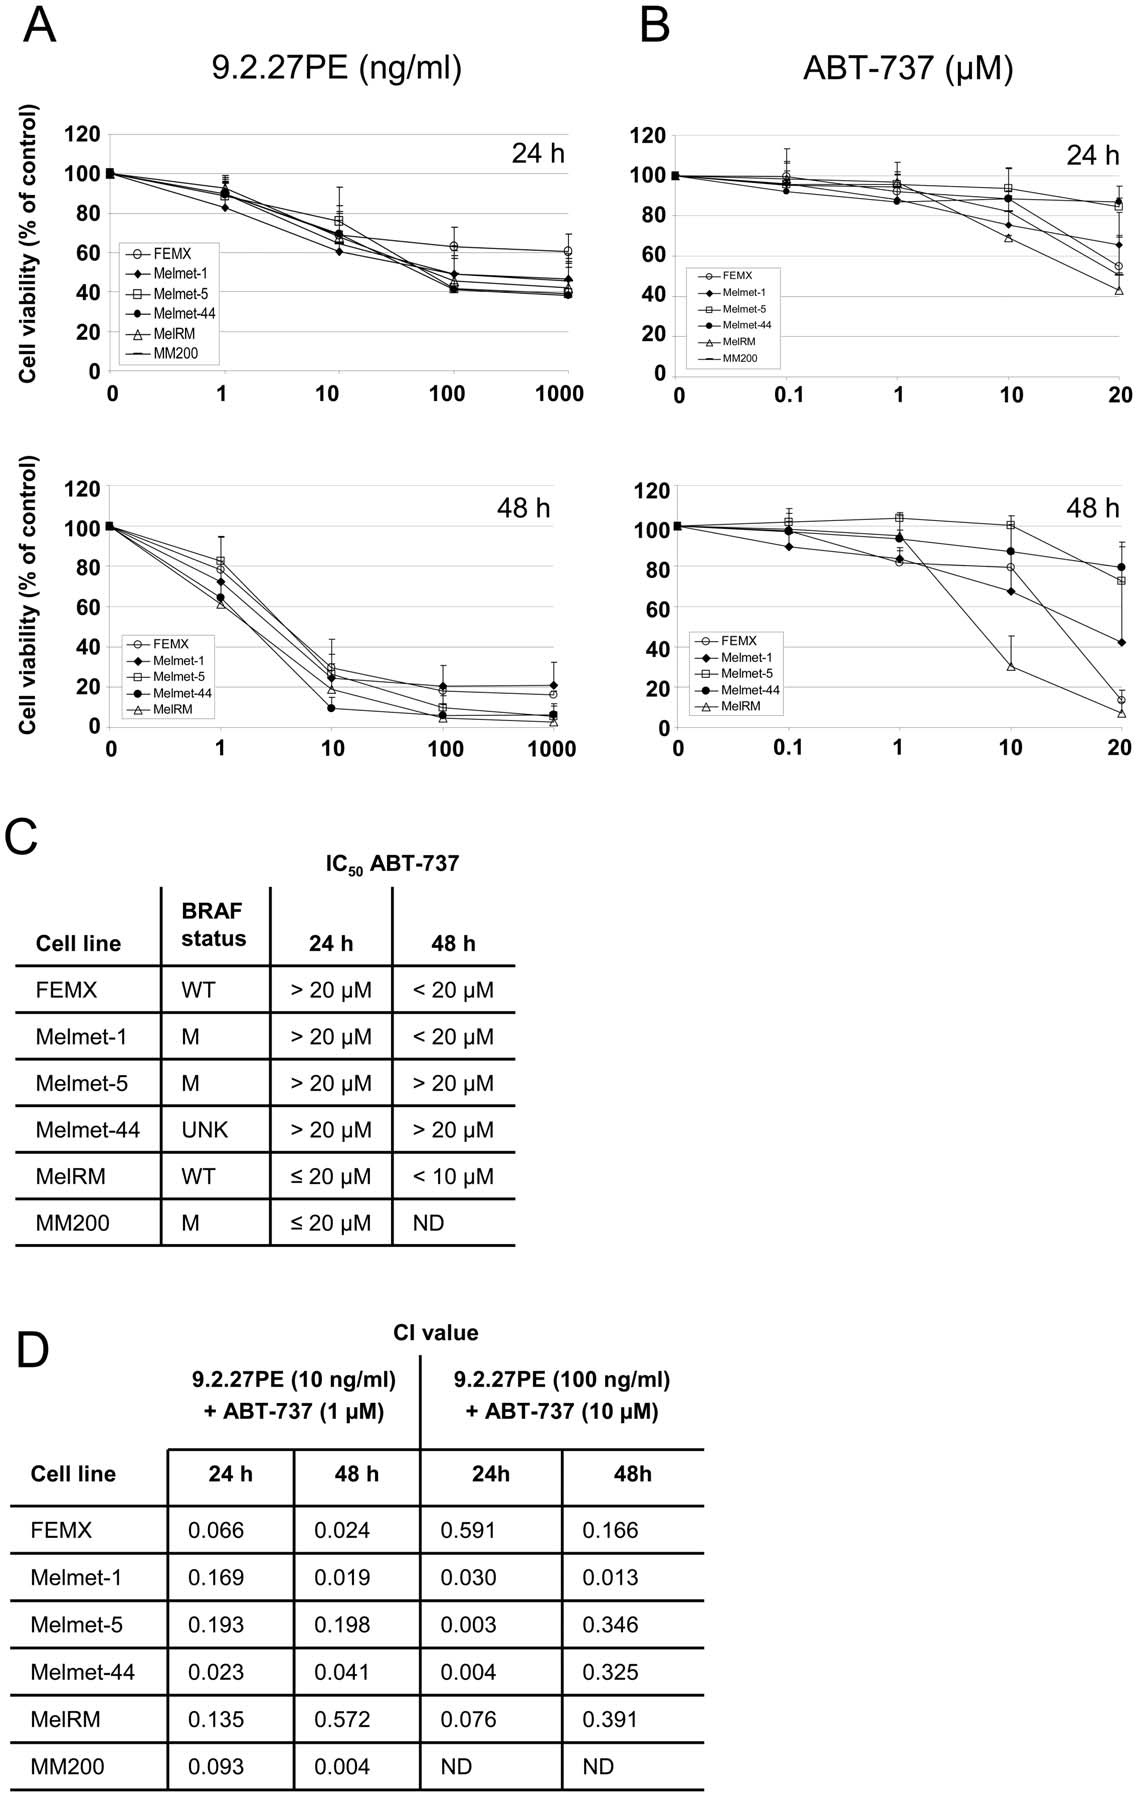 A
B
9.2.27PE (ng/ml)
ABT-737 (µM)
Cell viability (% of control)
120
100
80
60
40
20
0
24 h
FEMX
Melmet-1
Melmet-5
Melmet-44
MelRM
MM200
0 1 10 100 1000
120
100
80
60
40
20
0
24 h
FEMX
Melmet-1
Melmet-5
Melmet-44
MelRM
MM200
0 0.1 1 10 20
Cell viability (% of control)
120
100
80
60
40
20
0
48 h
FEMX
Melmet-1
Melmet-5
Melmet-44
MelRM
0 1 10 100 1000
120
100
80
60
40
20
0
48 h
FEMX
Melmet-1
Melmet-5
Melmet-44
MelRM
0 0.1 1 10 20
C
IC50 ABT-737
BRAF
Cell line status 24 h 48 h
FEMX WT > 20 µM < 20 µM
Melmet-1 M > 20 µM < 20 µM
Melmet-5 M > 20 µM > 20 µM
Melmet-44 UNK > 20 µM > 20 µM
MelRM WT ≤ 20 µM < 10 µM
MM200 M ≤ 20 µM ND
D
CI value
9.2.27PE (10 ng/ml) 9.2.27PE (100 ng/ml)
+ ABT-737 (1 µM) + ABT-737 (10 µM)
Cell line 24 h 48 h 24h 48h
FEMX 0.066 0.024 0.591 0.166
Melmet-1 0.169 0.019 0.030 0.013
Melmet-5 0.193 0.198 0.003 0.346
Melmet-44 0.023 0.041 0.004 0.325
MelRM 0.135 0.572 0.076 0.391
MM200 0.093 0.004 ND ND